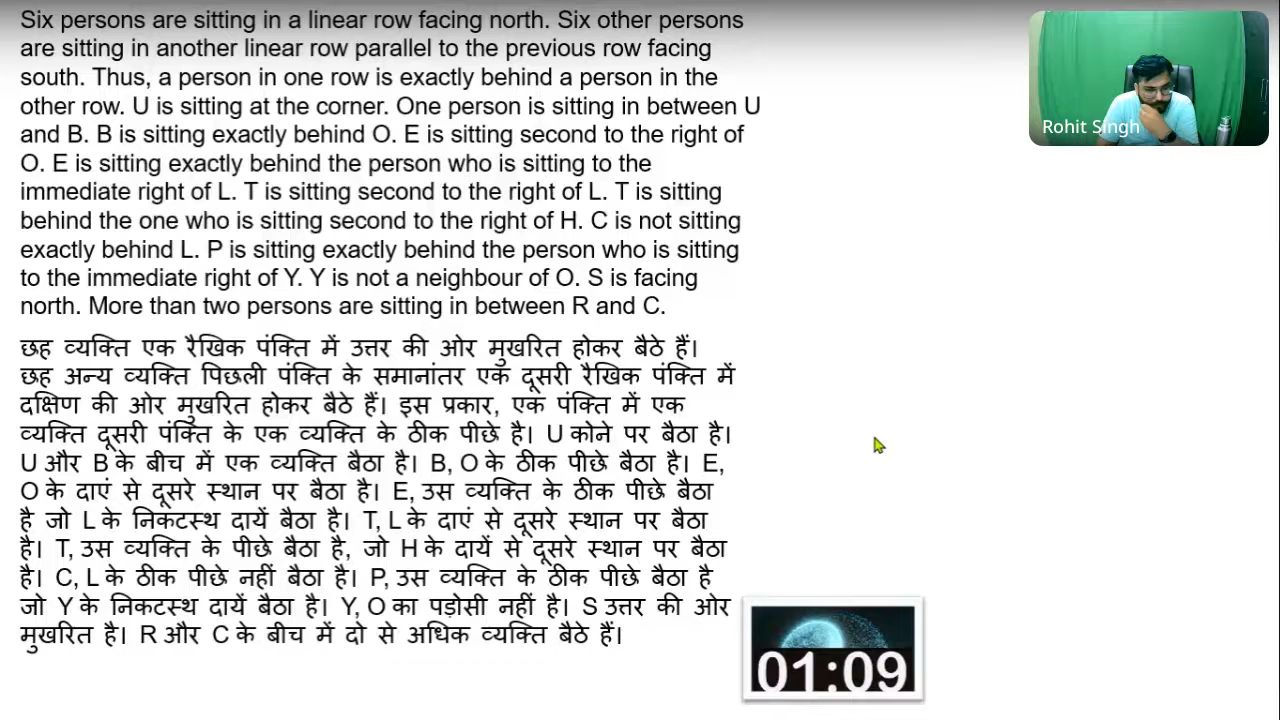 Six persons are sitting in a linear row facing north. Six other persons
are sitting in another linear row parallel to the previous row facing
south. Thus, a person in one row is exactly behind a person in the
other row. U is sitting at the corner. One person is sitting in between U
and B. B is sitting exactly behind O. E is sitting second to the right of
O. E is sitting exactly behind the person who is sitting to the
immediate right of L. T is sitting second to the right of L. T is sitting
behind the one who is sitting second to the right of H. C is not sitting
exactly behind L. P is sitting exactly behind the person who is sitting
to the immediate right of Y. Y is not a neighbour of O. S is facing
north. More than two persons are sitting in between R and C.
छह व्यक्ति एक रैखिक पंक्ति में उत्तर की ओर मुखरित होकर बैठे हैं।
छह अन्य व्यक्ति पिछली पंक्ति के समानांतर एक दूसरी रैखिक पंक्ति में
दक्षिण की ओर मुखरित होकर बैठे हैं। इस प्रकार, एक पंक्ति में एक
व्यक्ति दूसरी पंक्ति के एक व्यक्ति के ठीक पीछे है। U कोने पर बैठा है।
U और B के बीच में एक व्यक्ति बैठा है। B, O के ठीक पीछे बैठा है। E,
O के दाएं से दूसरे स्थान पर बैठा है। E, उस व्यक्ति के ठीक पीछे बैठा
है जो L के निकटस्थ दायें बैठा है। T, L के दाएं से दूसरे स्थान पर बैठा
है। T, उस व्यक्ति के पीछे बैठा है, जो H के दायें से दूसरे स्थान पर बैठा
है। C, L के ठीक पीछे नहीं बैठा है। P, उस व्यक्ति के ठीक पीछे बैठा है
जो Y के निकटस्थ दायें बैठा है। Y, O का पड़ोसी नहीं है। S उत्तर की ओर
मुखरित है। R और C के बीच में दो से अधिक व्यक्ति बैठे हैं।
Rohit Singh
01:09